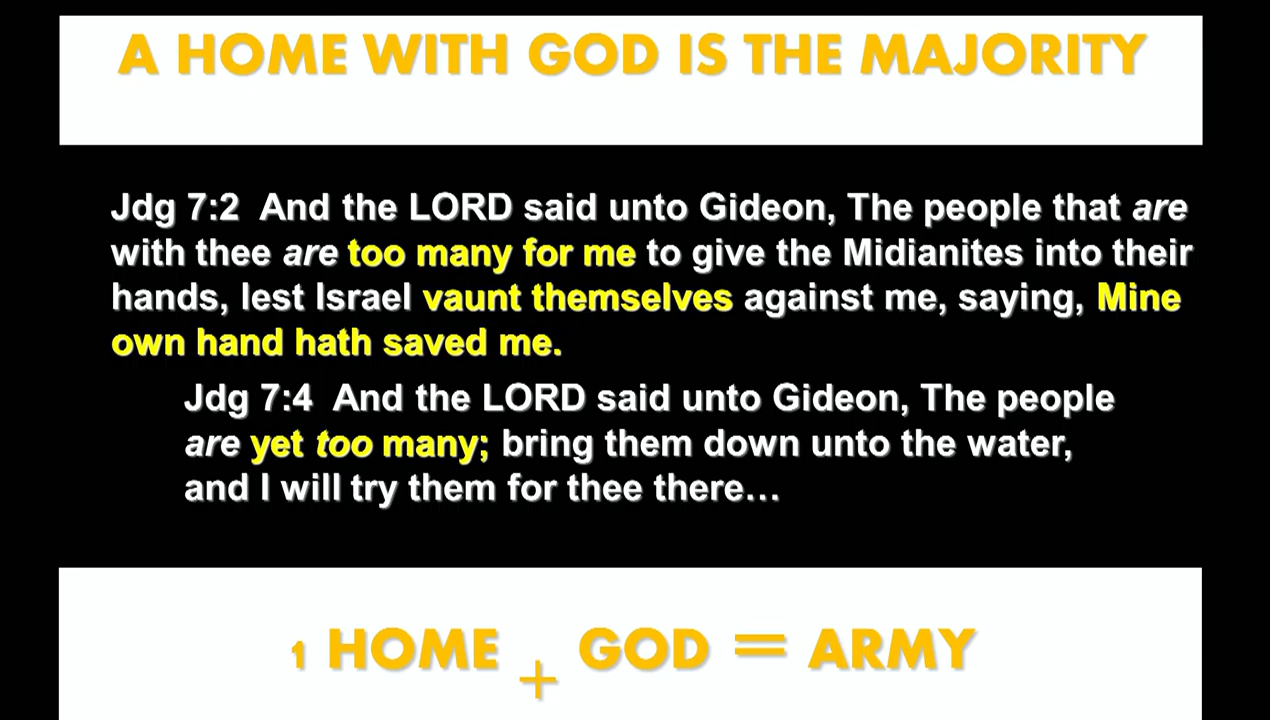 A HOME WITH GOD IS THE MAJORITY
Jdg 7:2  And the LORD said unto Gideon, The people that are
with thee are too many for me to give the Midianites into their
hands, lest Israel vaunt themselves against me, saying, Mine
own hand hath saved me.
Jdg 7:4  And the LORD said unto Gideon, The people
are yet too many; bring them down unto the water,
and I will try them for thee there…
1 HOME + GOD = ARMY